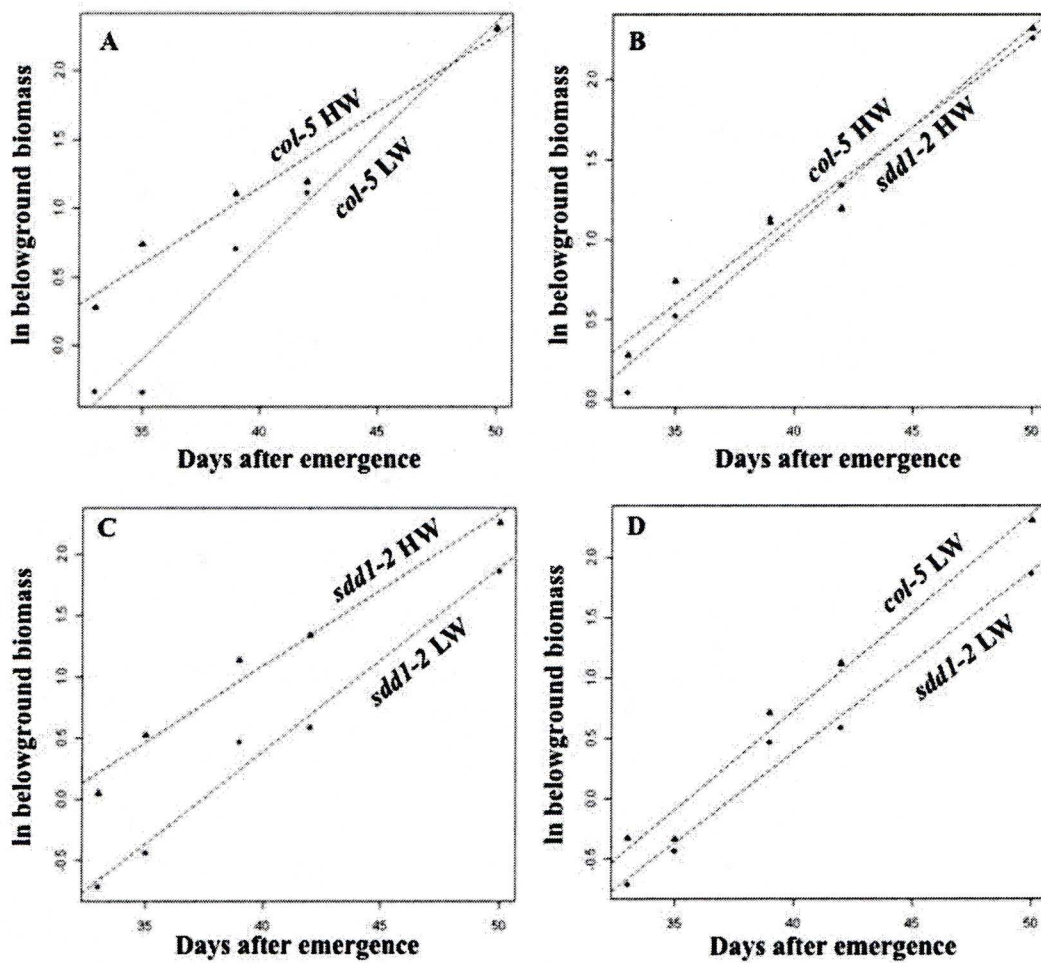 A
ln belowground biomass
2.0
1.5
1.0
0.5
0.0
col-5 HW
col-5 LW
35
40
45
50
Days after emergence
B
ln belowground biomass
2.0
1.5
1.0
0.5
0.0
col-5 HW
sdd1-2 HW
35
40
45
50
Days after emergence
C
ln belowground biomass
2.0
1.5
1.0
0.5
0.0
-0.5
sdd1-2 HW
sdd1-2 LW
35
40
45
50
Days after emergence
D
ln belowground biomass
2.0
1.5
1.0
0.5
0.0
-0.5
col-5 LW
sdd1-2 LW
35
40
45
50
Days after emergence